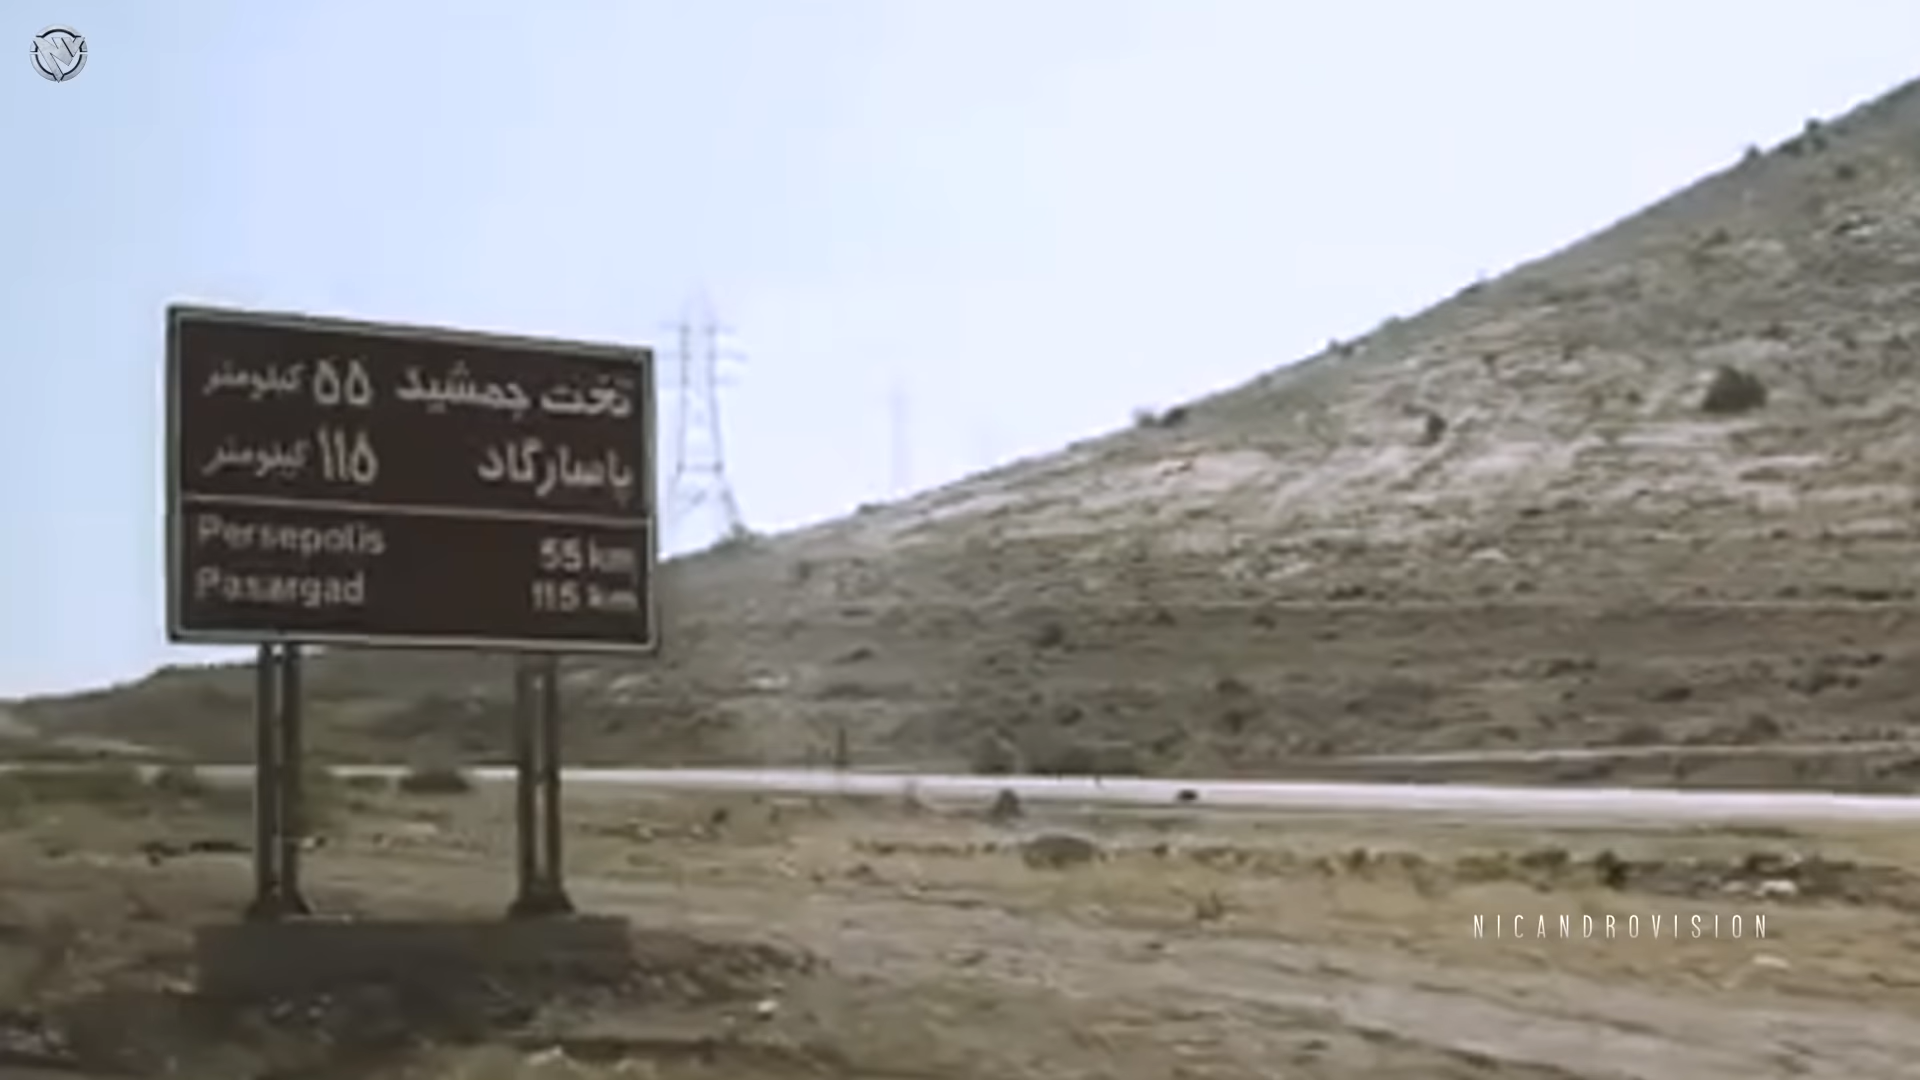 تخت جمشید ۵۵ کیلومتر
پاسارگاد ۱۱۵ کیلومتر
Persepolis 55 km
Pasargad 115 km
NICANDROVISION